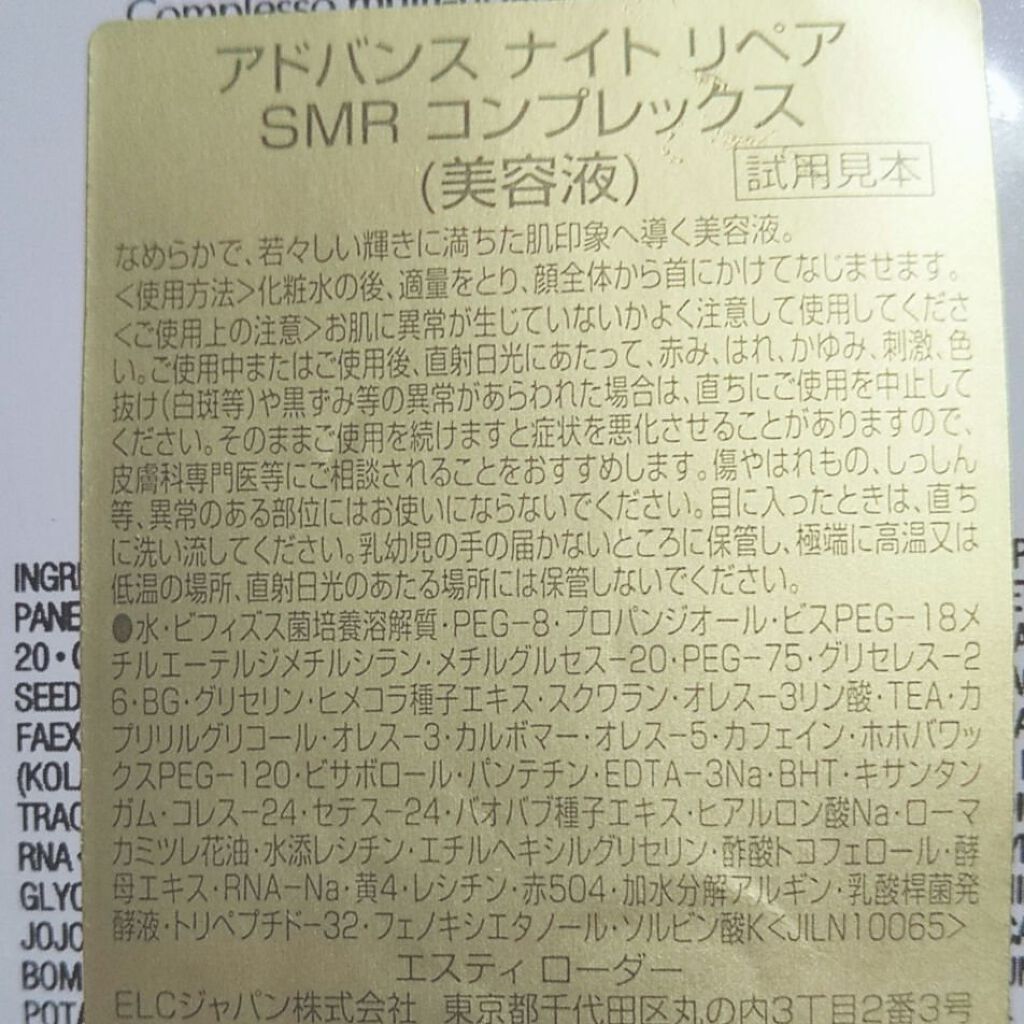 Complesso multi-
アドバンス ナイト リペア
SMR コンプレックス
(美容液) 試用見本
なめらかで、若々しい輝きに満ちた肌印象へ導く美容液。
<使用方法>化粧水の後、適量をとり、顔全体から首にかけてなじませます。
<ご使用上の注意>お肌に異常が生じていないかよく注意して使用してくださ
い。ご使用中またはご使用後、直射日光にあたって、赤み、はれ、かゆみ、刺激、色
抜け(白斑等)や黒ずみ等の異常があらわれた場合は、直ちにご使用を中止して
ください。そのままご使用を続けますと症状を悪化させることがありますので、
皮膚科専門医等にご相談されることをおすすめします。傷やはれもの、しっしん
等、異常のある部位にはお使いにならないでください。目に入ったときは、直ち
に洗い流してください。乳幼児の手の届かないところに保管し、極端に高温又は
低温の場所、直射日光のあたる場所には保管しないでください。
●水・ビフィズス菌培養溶解質・PEG-8・プロパンジオール・ビスPEG-18メ
チルエーテルジメチルシラン・メチルグルセス-20・PEG-75・グリセレス-2
6・BG・グリセリン・ヒメコラ種子エキス・スクワラン・オレス-3リン酸・TEA・カ
プリリルグリコール・オレス-3・カルボマー・オレス-5・カフェイン・ホホバワッ
クスPEG-120・ビサボロール・パンテチン・EDTA-3Na・BHT・キサンタン
ガム・コレス-24・セテス-24・バオバブ種子エキス・ヒアルロン酸Na・ローマ
カミツレ花油・水添レシチン・エチルヘキシルグリセリン・酢酸トコフェロール・酵
母エキス・RNA-Na・黄4・レシチン・赤504・加水分解アルギン・乳酸桿菌発
酵液・トリペプチド-32・フェノキシエタノール・ソルビン酸K<JILN10065>
エスティ ローダー
ELCジャパン株式会社 東京都千代田区丸の内3丁目2番3号
INGRE
PANE
20・
SEED
FAEX
(KOL
TRAC
RNA
GLYC
JOJO
BOM
POTA